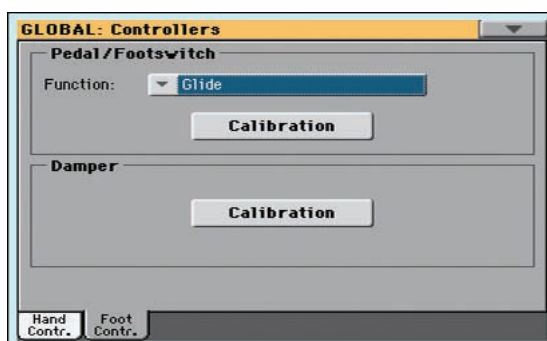 GLOBAL: Controllers
Pedal/Footswitch
Function: Glide
Calibration
Damper
Calibration
Hand Contr.
Foot Contr.